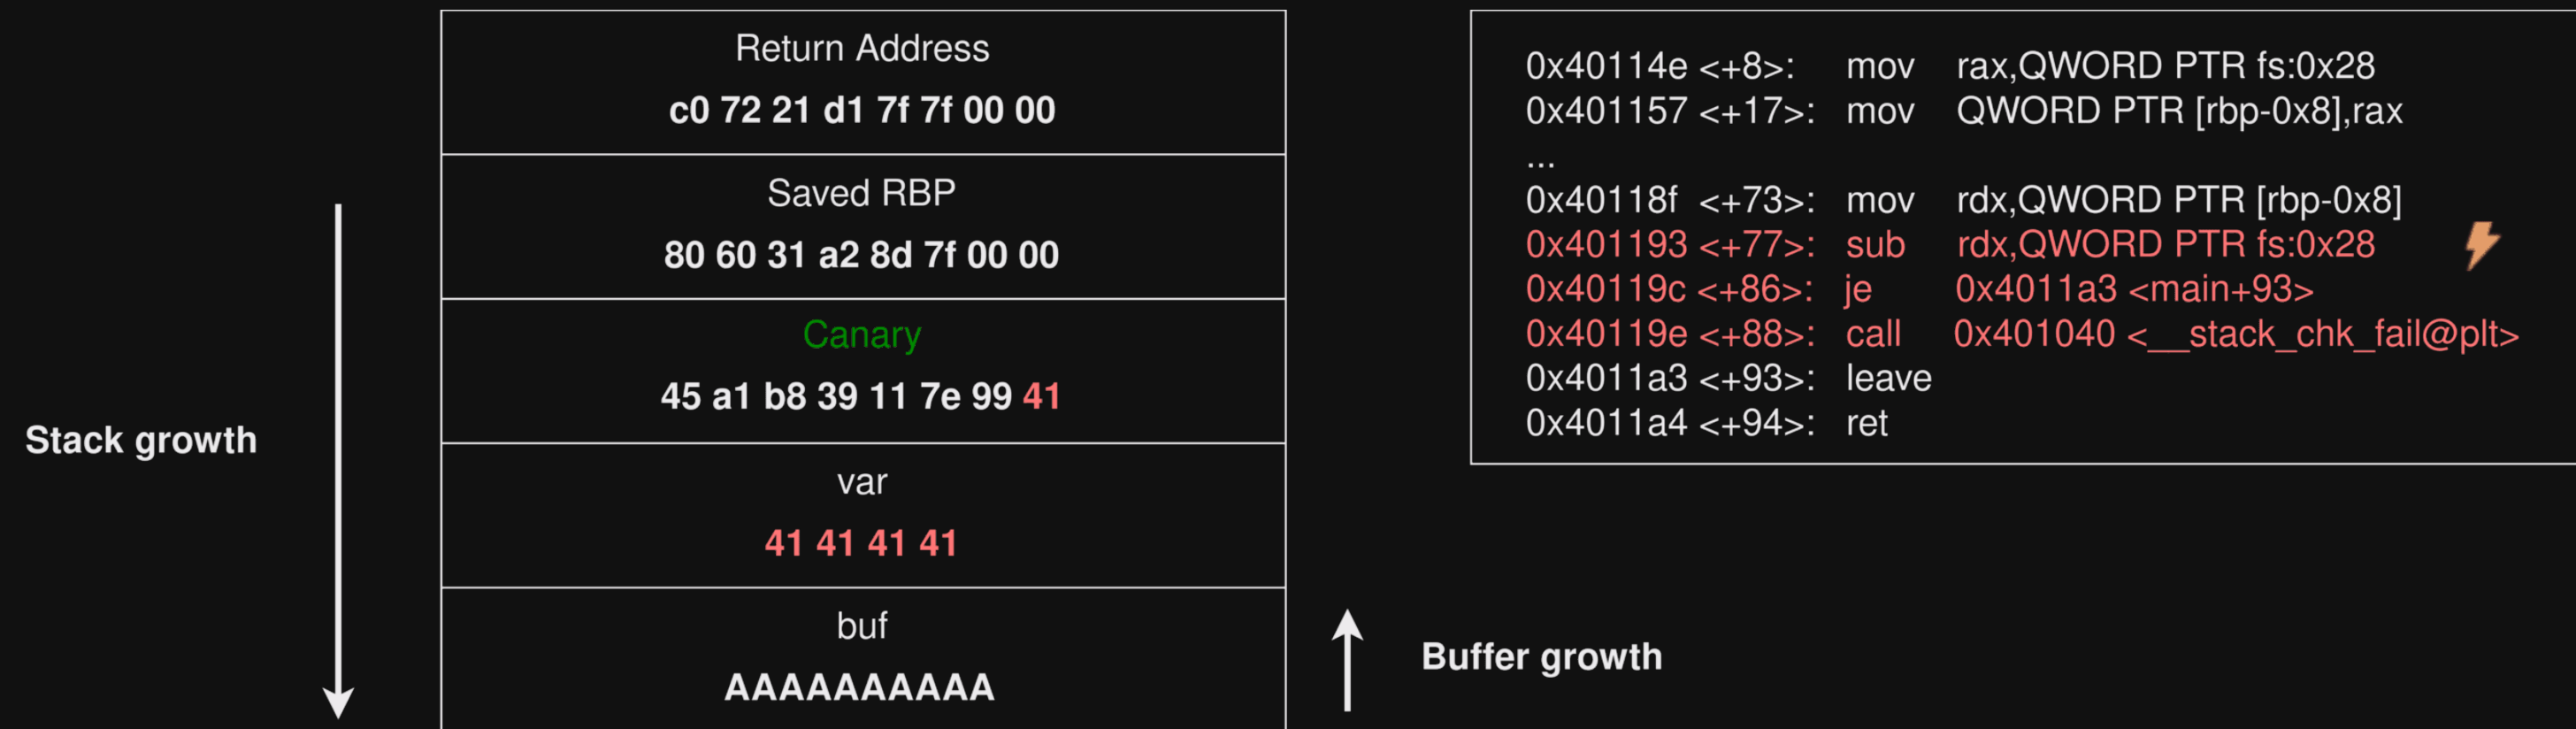 Return Address
c0 72 21 d1 7f 7f 00 00
Saved RBP
80 60 31 a2 8d 7f 00 00
Canary
45 a1 b8 39 11 7e 99 41
var
41 41 41 41
buf
AAAAAAAAAA
Stack growth
Buffer growth
0x40114e <+8>: mov rax,QWORD PTR fs:0x28
0x401157 <+17>: mov QWORD PTR [rbp-0x8],rax
...
0x40118f <+73>: mov rdx,QWORD PTR [rbp-0x8]
0x401193 <+77>: sub rdx,QWORD PTR fs:0x28
0x40119c <+86>: je 0x4011a3 <main+93>
0x40119e <+88>: call 0x401040 <__stack_chk_fail@plt>
0x4011a3 <+93>: leave
0x4011a4 <+94>: ret